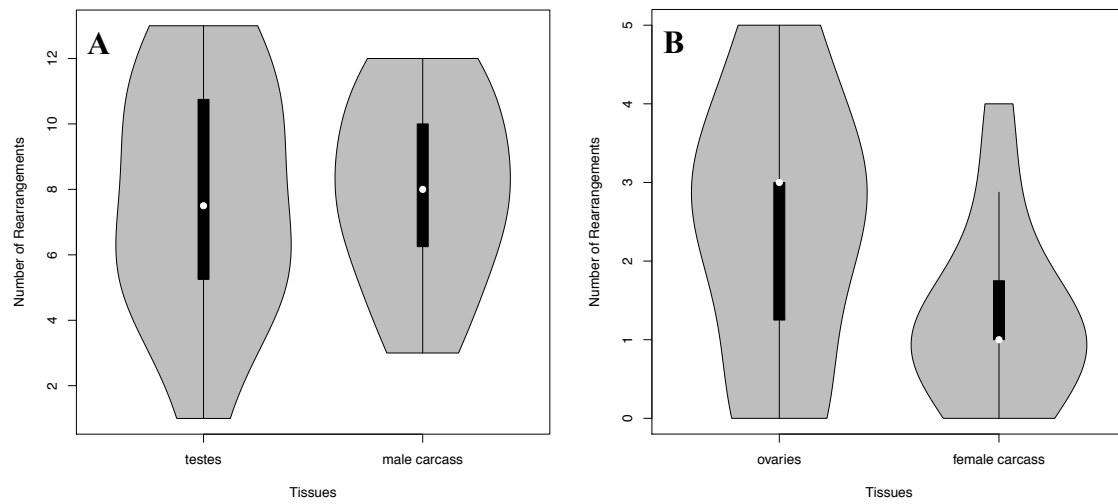 A
Number of Rearrangements
12
10
8
6
4
2
testes male carcass
Tissues
B
Number of Rearrangements
5
4
3
2
1
0
ovaries female carcass
Tissues